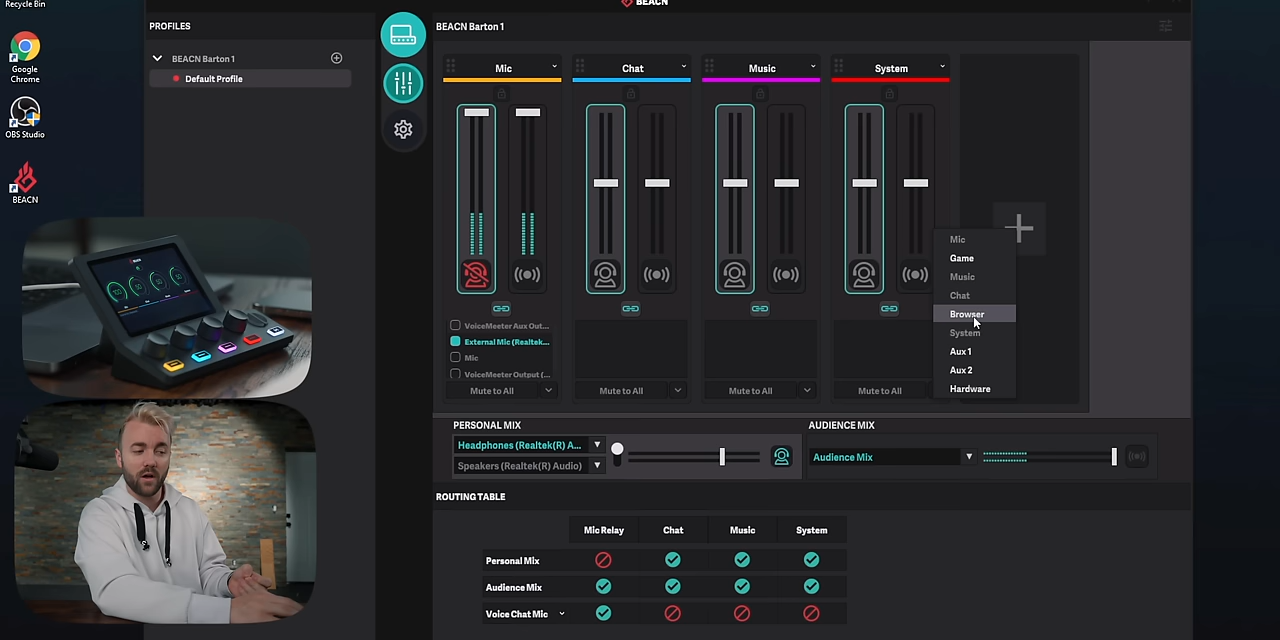 Recycle Bin
Google
Chrome
OBS Studio
BEACN
BEACN
PROFILES
BEACN Barton 1
Default Profile
BEACN Barton 1
Mic
Chat
Music
System
VoiceMeeter Aux Out...
External Mic (Realtek...
Mic
VoiceMeeter Output (...
Mute to All
Mute to All
Mute to All
Mute to All
Mic
Game
Music
Chat
Browser
System
Aux 1
Aux 2
Hardware
PERSONAL MIX
Headphones (Realtek(R) A...
Speakers (Realtek(R) Audio)
AUDIENCE MIX
Audience Mix
ROUTING TABLE
Mic Relay
Chat
Music
System
Personal Mix
Audience Mix
Voice Chat Mic